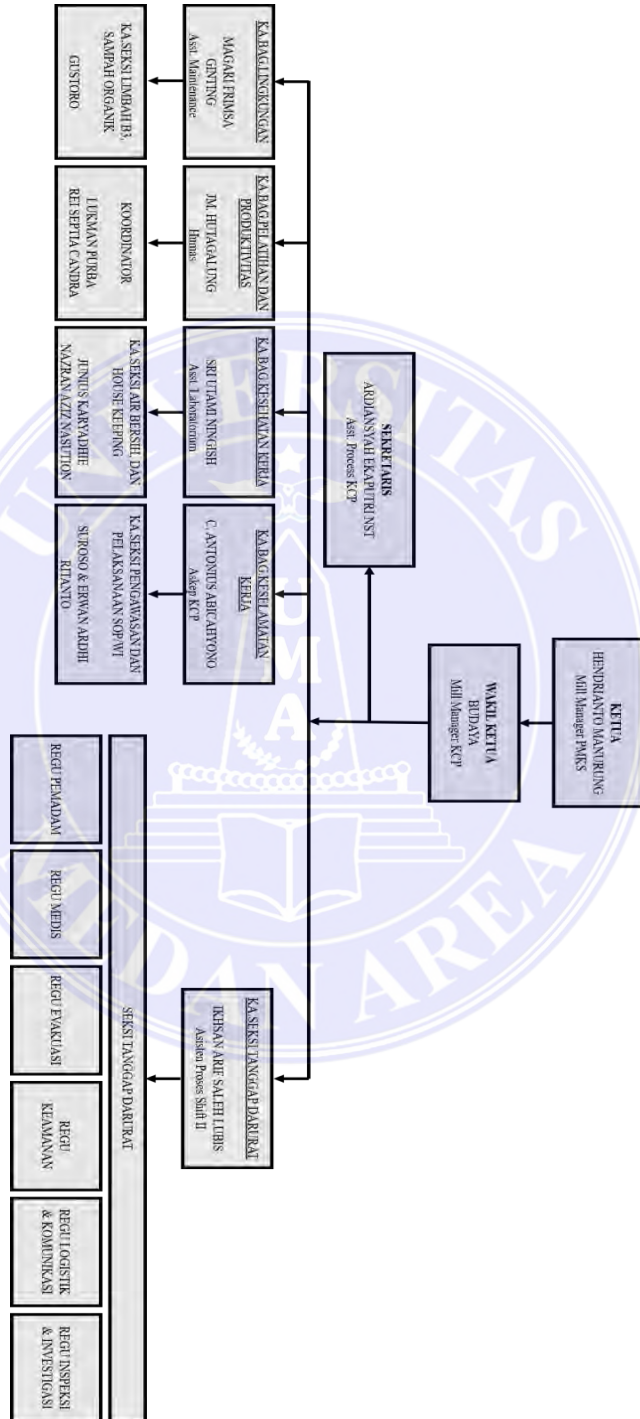 KETUA
HENDRIANTO MANURUNG
Mill Manager PMKS
WAKIL KETUA
BUDAYA
Mill Manager KCP
SEKRETARIS
ARDIANSYAH EKAPUTRI NST
Asst. Process KCP
KA.BAG.LINGKUNGAN
MAGARI FRIMSA
GINTING
Asst. Maintenance
KA.BAG.PELATIHAN DAN
PRODUKTIVITAS
JM. HUTAGALUNG
Humas
KA.BAG.KESEHATAN KERJA
SRI UTAMI NINGISH
Asst. Laboratorium
KA.BAG.KESELAMATAN
KERJA
C. ANTONIUS ABICAHYONO
Askep KCP
KA.SEKSI TANGGAP DARURAT
IKHSAN ARIF SALEH LUBIS
Asisten Proses Shift II
KA.SEKSI LIMBAH B3,
SAMPAH ORGANIK
GUSTORO
KOORDINATOR
LUKMAN PURBA
REI SEPTIA CANDRA
KA.SEKSI AIR BERSIH, DAN
HOUSE KEEPING
JUNIUS KARYADHIE
NAZRAN AZIZ NASUTION
KA.SEKSI PENGAWASAN DAN
PELAKSANAAN SOP/WI
SUROSO & ERWAN ARDHI
RITIANTO
SEKSI TANGGAP DARURAT
REGU PEMADAM
REGU MEDIS
REGU EVAKUASI
REGU
KEAMANAN
REGU LOGISTIK
& KOMUNIKASI
REGU INSPEKSI
& INVESTIGASI
UNIVERSITAS
UMA
MEDAN AREA